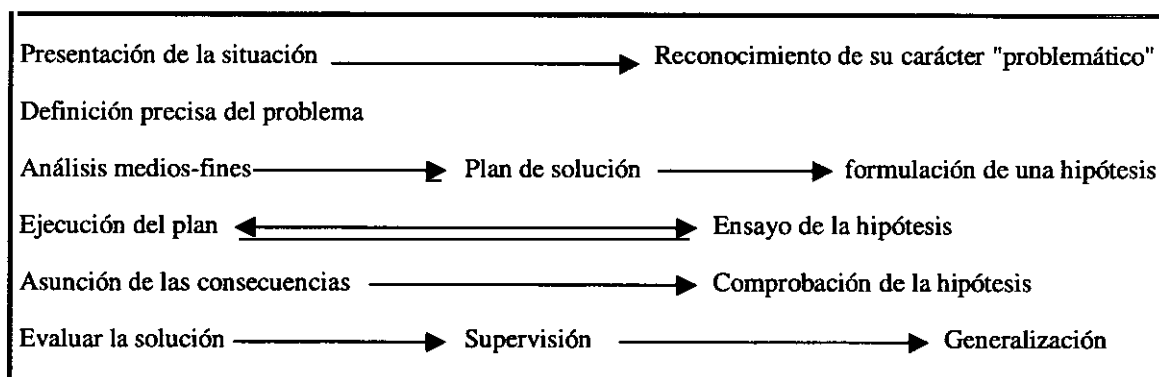 Presentación de la situación Reconocimiento de su carácter "problemático"
Definición precisa del problema
Análisis medios-fines Plan de solución formulación de una hipótesis
Ejecución del plan Ensayo de la hipótesis
Asunción de las consecuencias Comprobación de la hipótesis
Evaluar la solución Supervisión Generalización